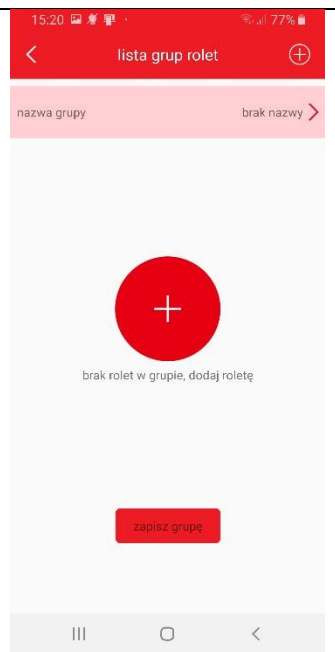 15:20 77%
lista grup rolet
nazwa grupy brak nazwy
brak rolet w grupie, dodaj roletę
zapisz grupę